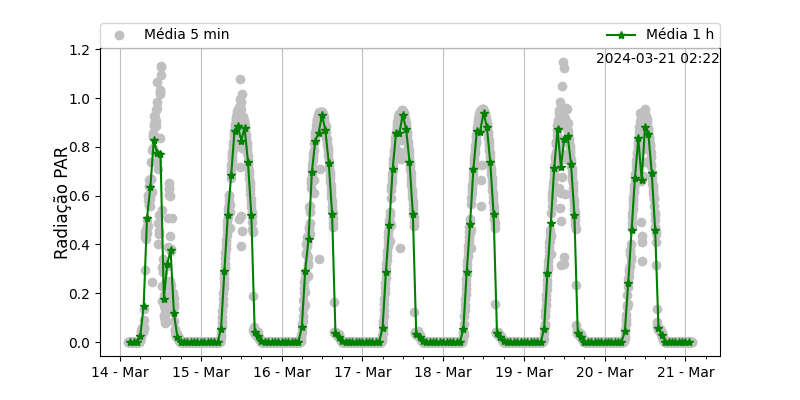 Média 5 min
Média 1 h
2024-03-21 02:22
Radiação PAR
1.2
1.0
0.8
0.6
0.4
0.2
0.0
14 - Mar
15 - Mar
16 - Mar
17 - Mar
18 - Mar
19 - Mar
20 - Mar
21 - Mar